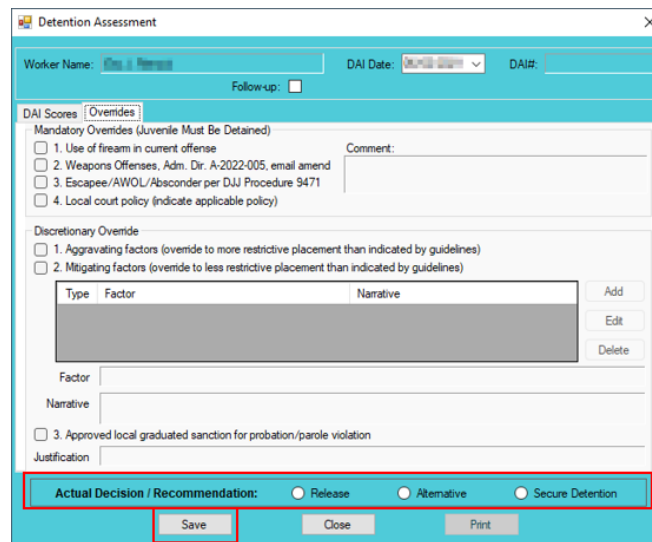 Detention Assessment
Worker Name: DAI Date: DAI#:
Follow-up:
DAI Scores Overrides
Mandatory Overrides (Juvenile Must Be Detained)
1. Use of firearm in current offense Comment:
2. Weapons Offenses, Adm. Dir. A-2022-005, email amend
3. Escapee/AWOL/Absconder per DJJ Procedure 9471
4. Local court policy (indicate applicable policy)
Discretionary Override
1. Aggravating factors (override to more restrictive placement than indicated by guidelines)
2. Mitigating factors (override to less restrictive placement than indicated by guidelines)
Type Factor Narrative Add
Edit
Delete
Factor
Narrative
3. Approved local graduated sanction for probation/parole violation
Justification
Actual Decision / Recommendation: Release Alternative Secure Detention
Save Close Print